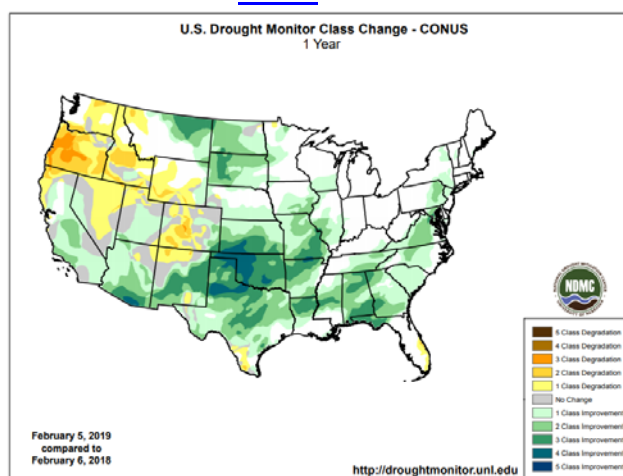 U.S. Drought Monitor Class Change - CONUS
1 Year
NDMC
5 Class Degradation
4 Class Degradation
3 Class Degradation
2 Class Degradation
1 Class Degradation
No Change
1 Class Improvement
2 Class Improvement
3 Class Improvement
4 Class Improvement
5 Class Improvement
February 5, 2019
compared to
February 6, 2018
http://droughtmonitor.unl.edu